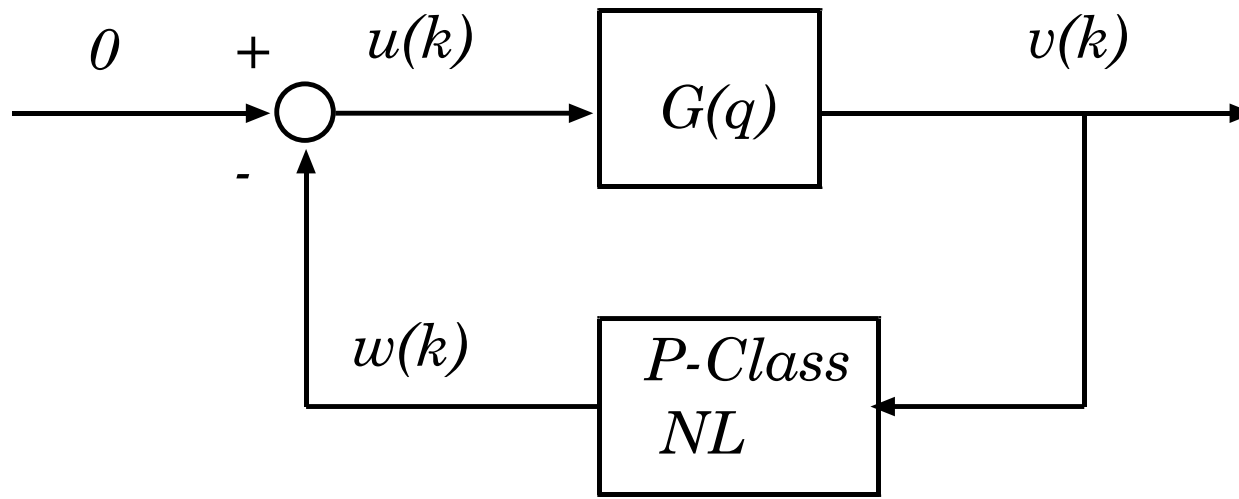 0
+
u(k)
G(q)
v(k)
-
w(k)
P-Class
NL